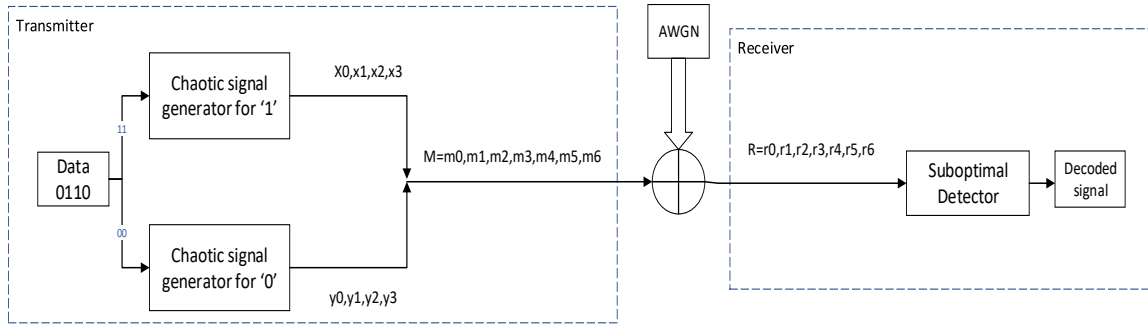 Transmitter
Chaotic signal
generator for ‘1’
X0,x1,x2,x3
11
Data
0110
00
Chaotic signal
generator for ‘0’
y0,y1,y2,y3
M=m0,m1,m2,m3,m4,m5,m6
AWGN
Receiver
R=r0,r1,r2,r3,r4,r5,r6
Suboptimal
Detector
Decoded
signal